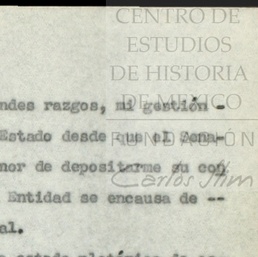 CENTRO DE
ESTUDIOS
DE HISTORIA
DE MEXICO
FUNDACIÓN
Carlos Slim
ndes razgos, mi gestión -
Estado desde que el Aena-
nor de depositarme su con
Entidad se encausa de --
al.